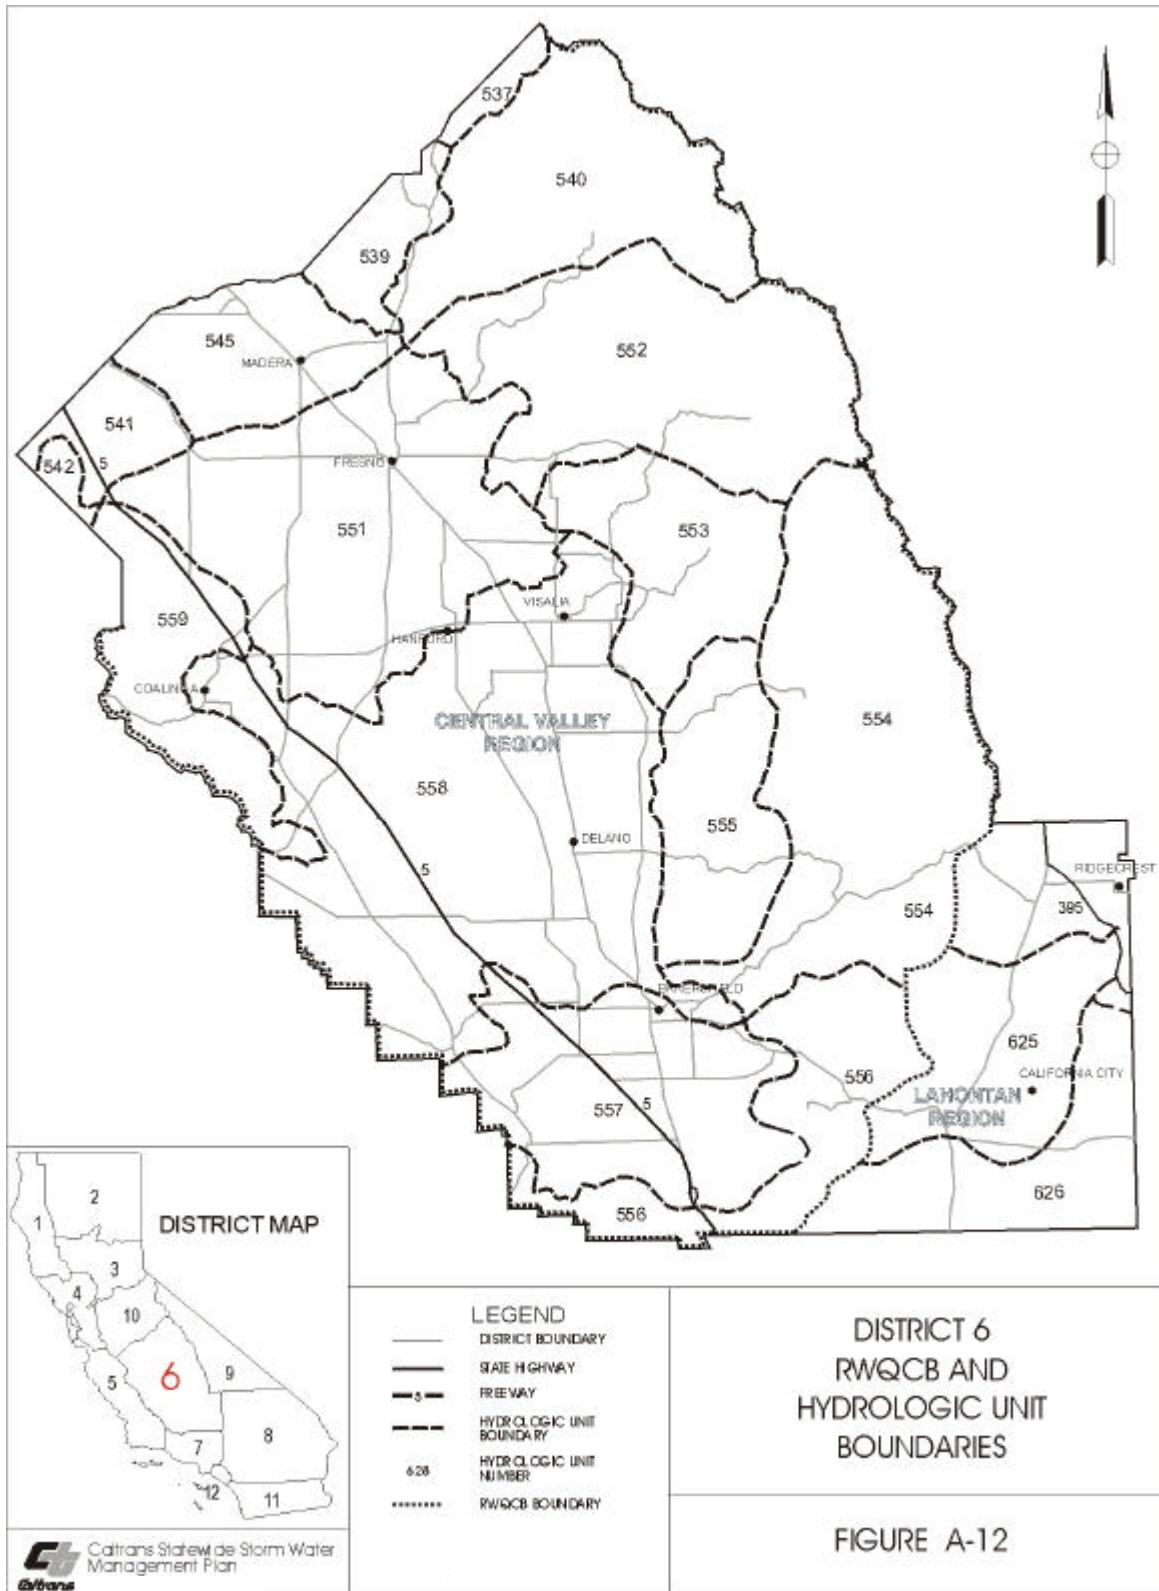 537
540
539
545
MADERA
552
541
542
5
FRESNO
551
553
VISALIA
559
HANFORD
COALINGA
CENTRAL VALLEY
REGION
554
558
555
DELANO
5
RIDGECREST
554
395
BAKERSFIELD
625
556
CALIFORNIA CITY
LAHONTAN
REGION
557
5
626
556
DISTRICT MAP
1
2
3
4
10
5
6
9
7
8
12
11
Caltrans Statewide Storm Water
Management Plan
Caltrans
LEGEND
DISTRICT BOUNDARY
STATE HIGHWAY
5
FREEWAY
HYDROLOGIC UNIT
BOUNDARY
628
HYDROLOGIC UNIT
NUMBER
RWQCB BOUNDARY
DISTRICT 6
RWQCB AND
HYDROLOGIC UNIT
BOUNDARIES
FIGURE A-12